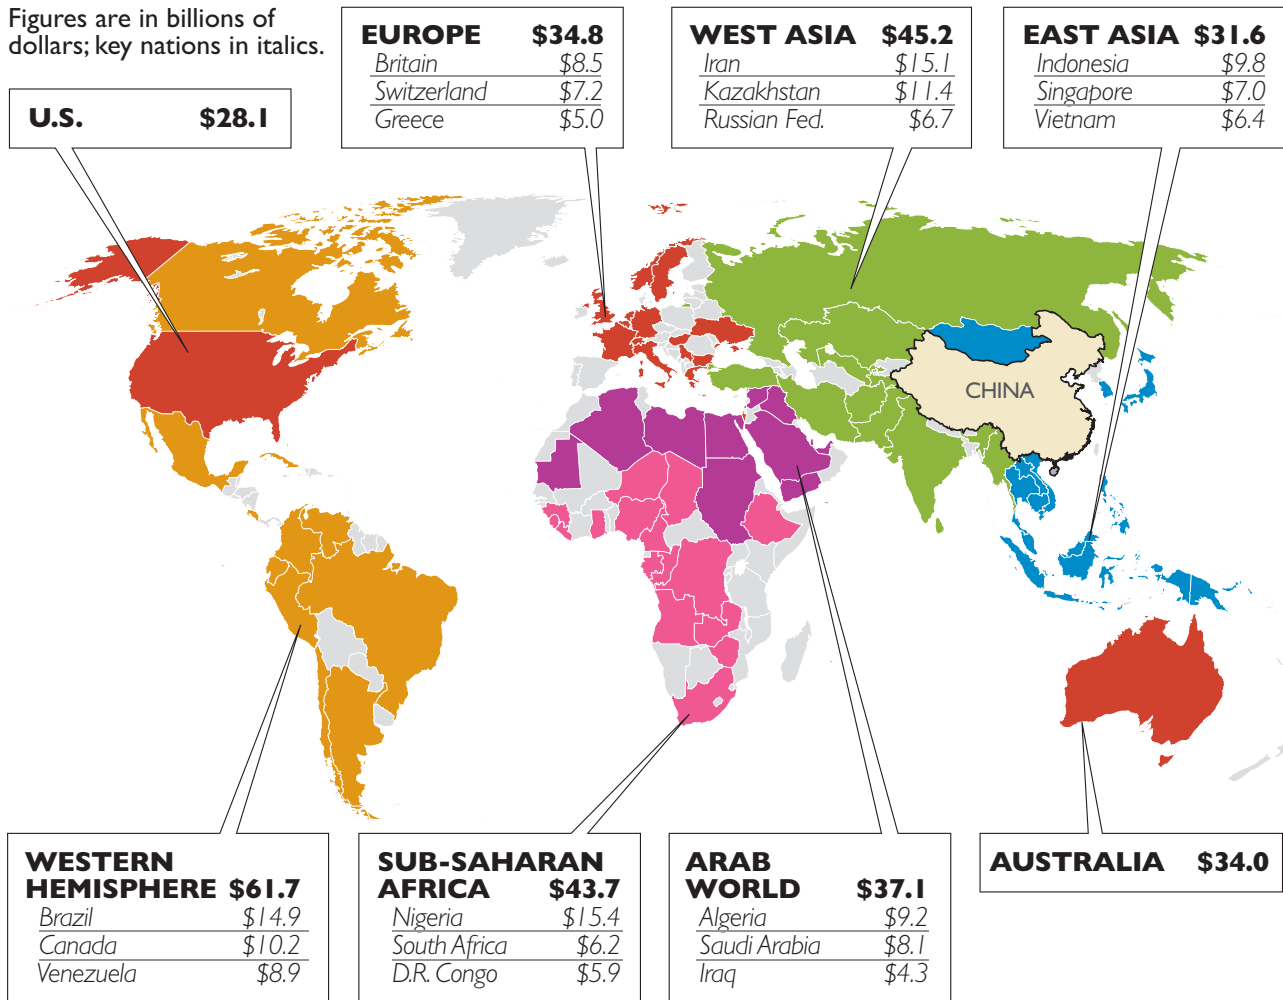 Figures are in billions of
dollars; key nations in italics.
U.S. $28.1
EUROPE $34.8
Britain $8.5
Switzerland $7.2
Greece $5.0
WEST ASIA $45.2
Iran $15.1
Kazakhstan $11.4
Russian Fed. $6.7
EAST ASIA $31.6
Indonesia $9.8
Singapore $7.0
Vietnam $6.4
CHINA
WESTERN
HEMISPHERE $61.7
Brazil $14.9
Canada $10.2
Venezuela $8.9
SUB-SAHARAN
AFRICA $43.7
Nigeria $15.4
South Africa $6.2
D.R. Congo $5.9
ARAB
WORLD $37.1
Algeria $9.2
Saudi Arabia $8.1
Iraq $4.3
AUSTRALIA $34.0